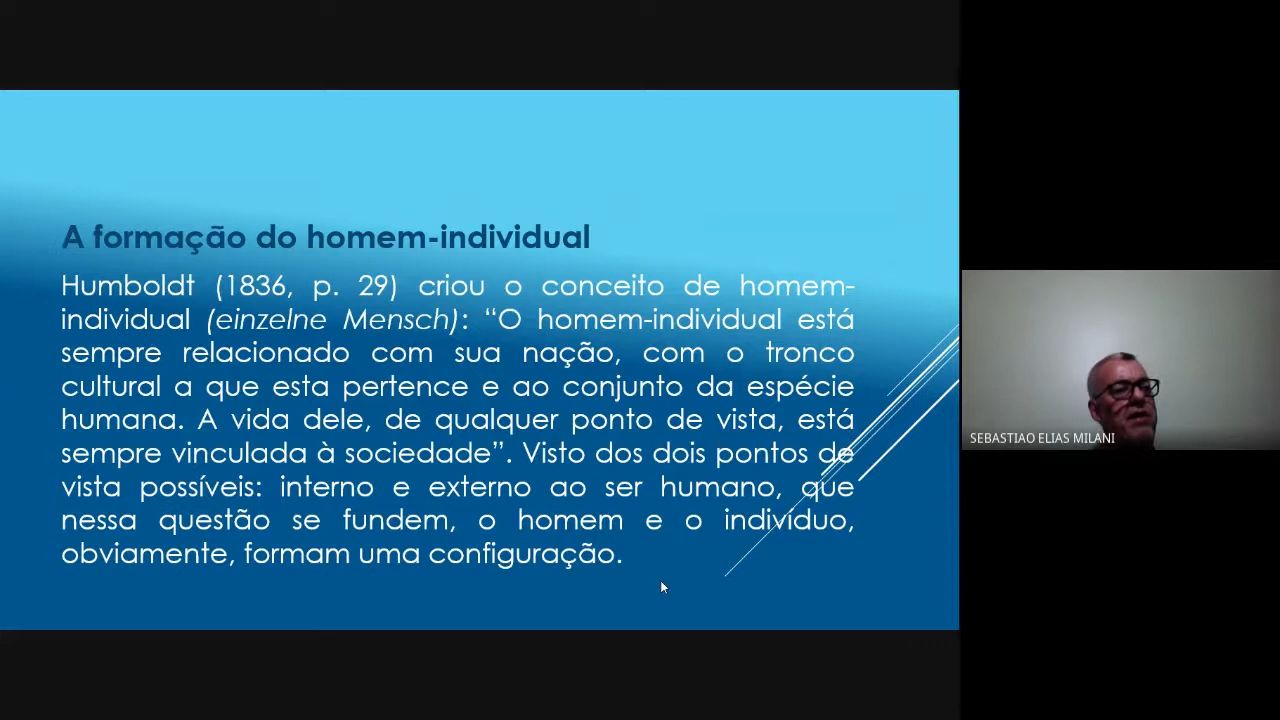 A formação do homem-individual
Humboldt (1836, p. 29) criou o conceito de homem-
individual (einzelne Mensch): “O homem-individual está
sempre relacionado com sua nação, com o tronco
cultural a que esta pertence e ao conjunto da espécie
humana. A vida dele, de qualquer ponto de vista, está
sempre vinculada à sociedade”. Visto dos dois pontos de
vista possíveis: interno e externo ao ser humano, que
nessa questão se fundem, o homem e o indivíduo,
obviamente, formam uma configuração.
SEBASTIAO ELIAS MILANI